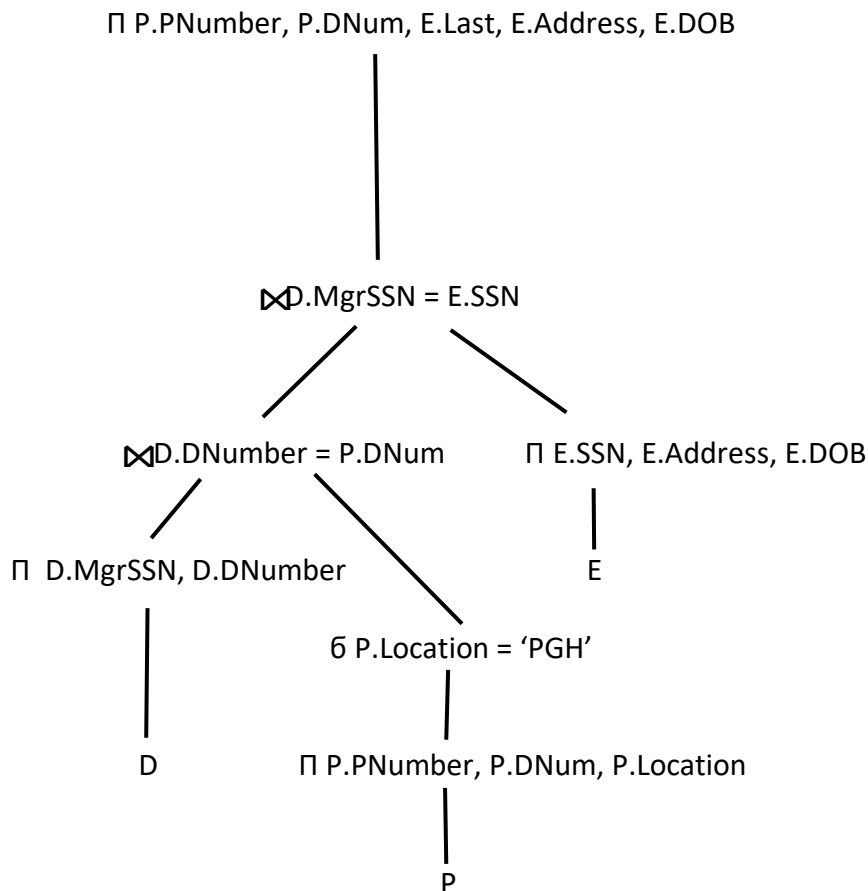 П P.PNumber, P.DNum, E.Last, E.Address, E.DOB
⋈D.MgrSSN = E.SSN
⋈D.DNumber = P.DNum
П E.SSN, E.Address, E.DOB
П D.MgrSSN, D.DNumber
E
б P.Location = ‘PGH’
D
П P.PNumber, P.DNum, P.Location
P